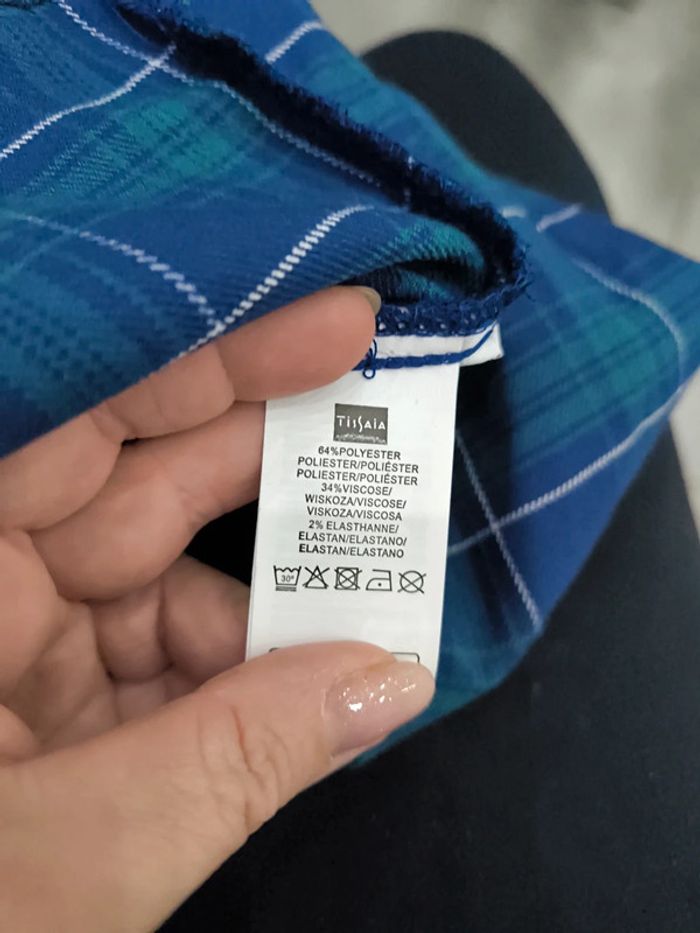 TISSAIA
64%POLYESTER
POLIESTER/POLIÉSTER
POLIESTER/POLIÉSTER
34%VISCOSE/
WISKOZA/VISCOSE/
VISKOZA/VISCOSA
2% ELASTHANNE/
ELASTAN/ELASTANO/
ELASTAN/ELASTANO
30°